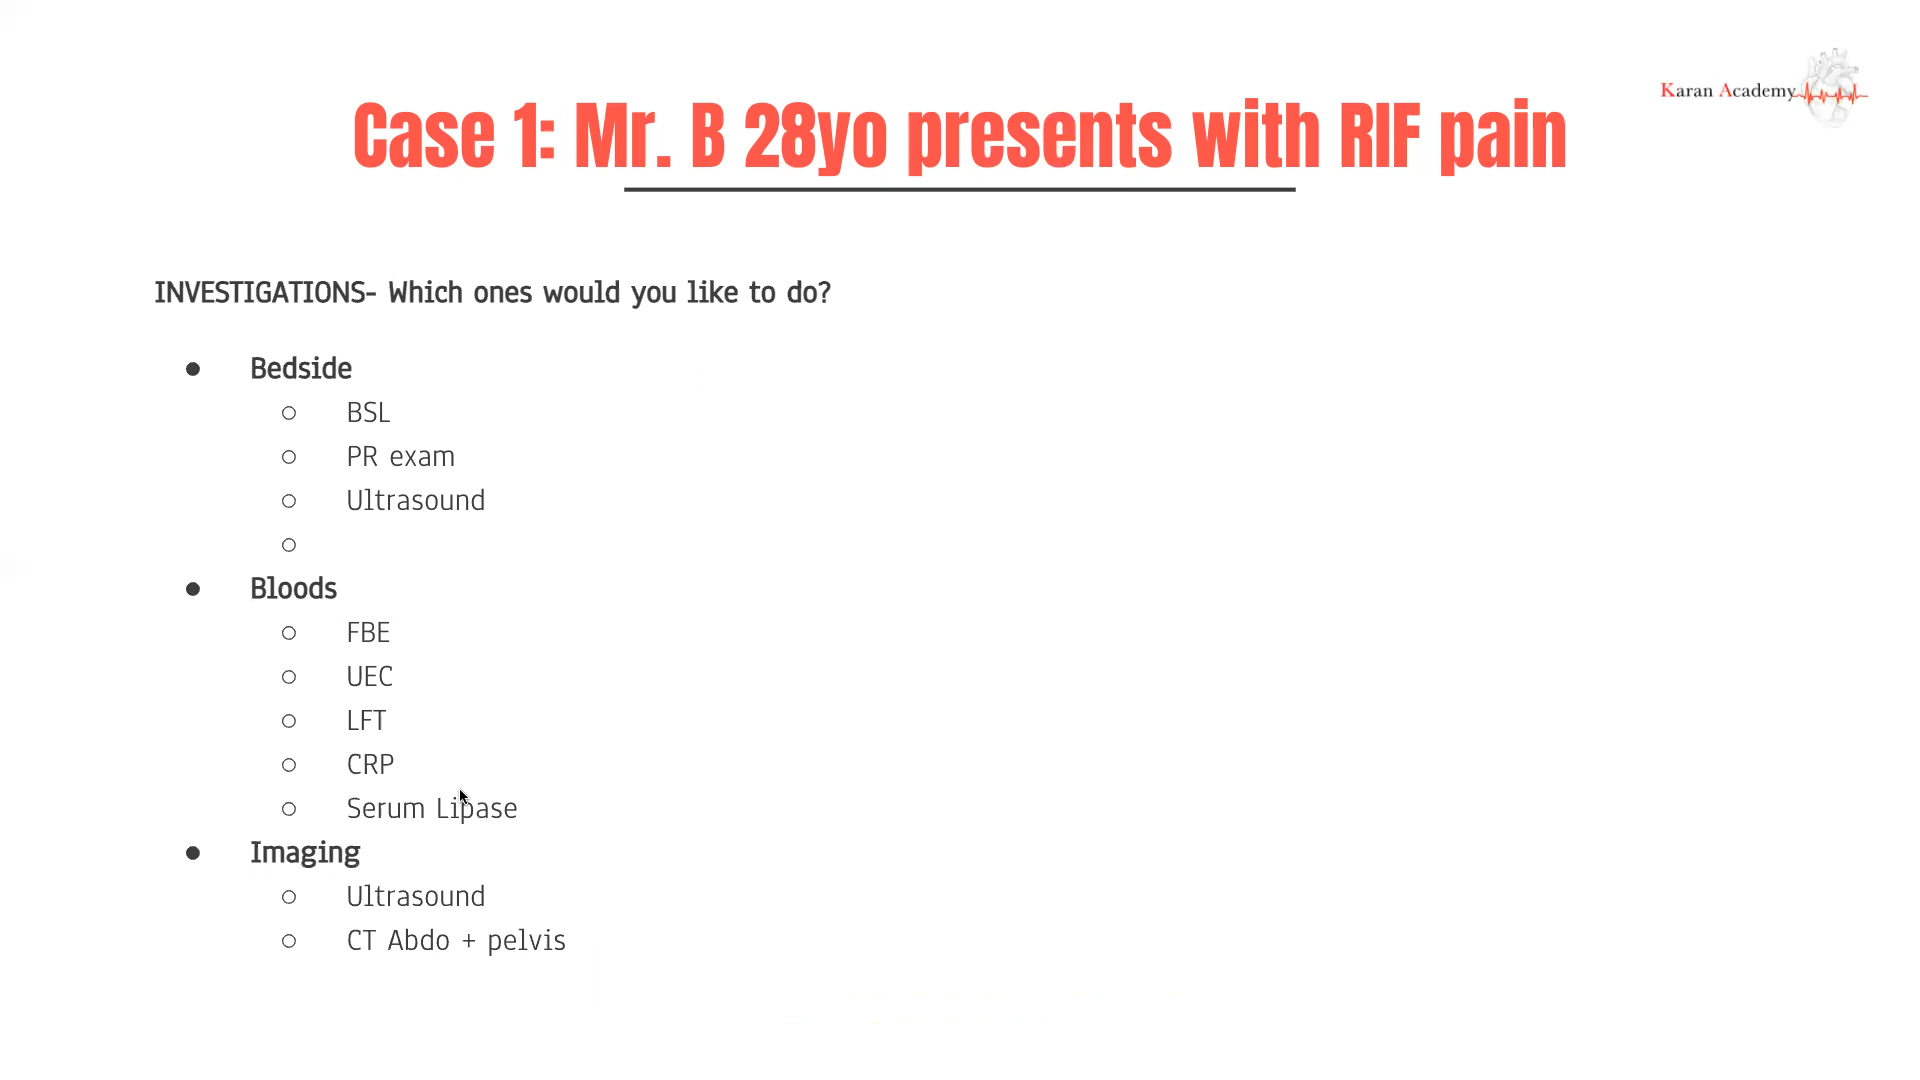 Karan Academy
Case 1: Mr. B 28yo presents with RIF pain
INVESTIGATIONS- Which ones would you like to do?
● Bedside
○ BSL
○ PR exam
○ Ultrasound
○
● Bloods
○ FBE
○ UEC
○ LFT
○ CRP
○ Serum Lipase
● Imaging
○ Ultrasound
○ CT Abdo + pelvis